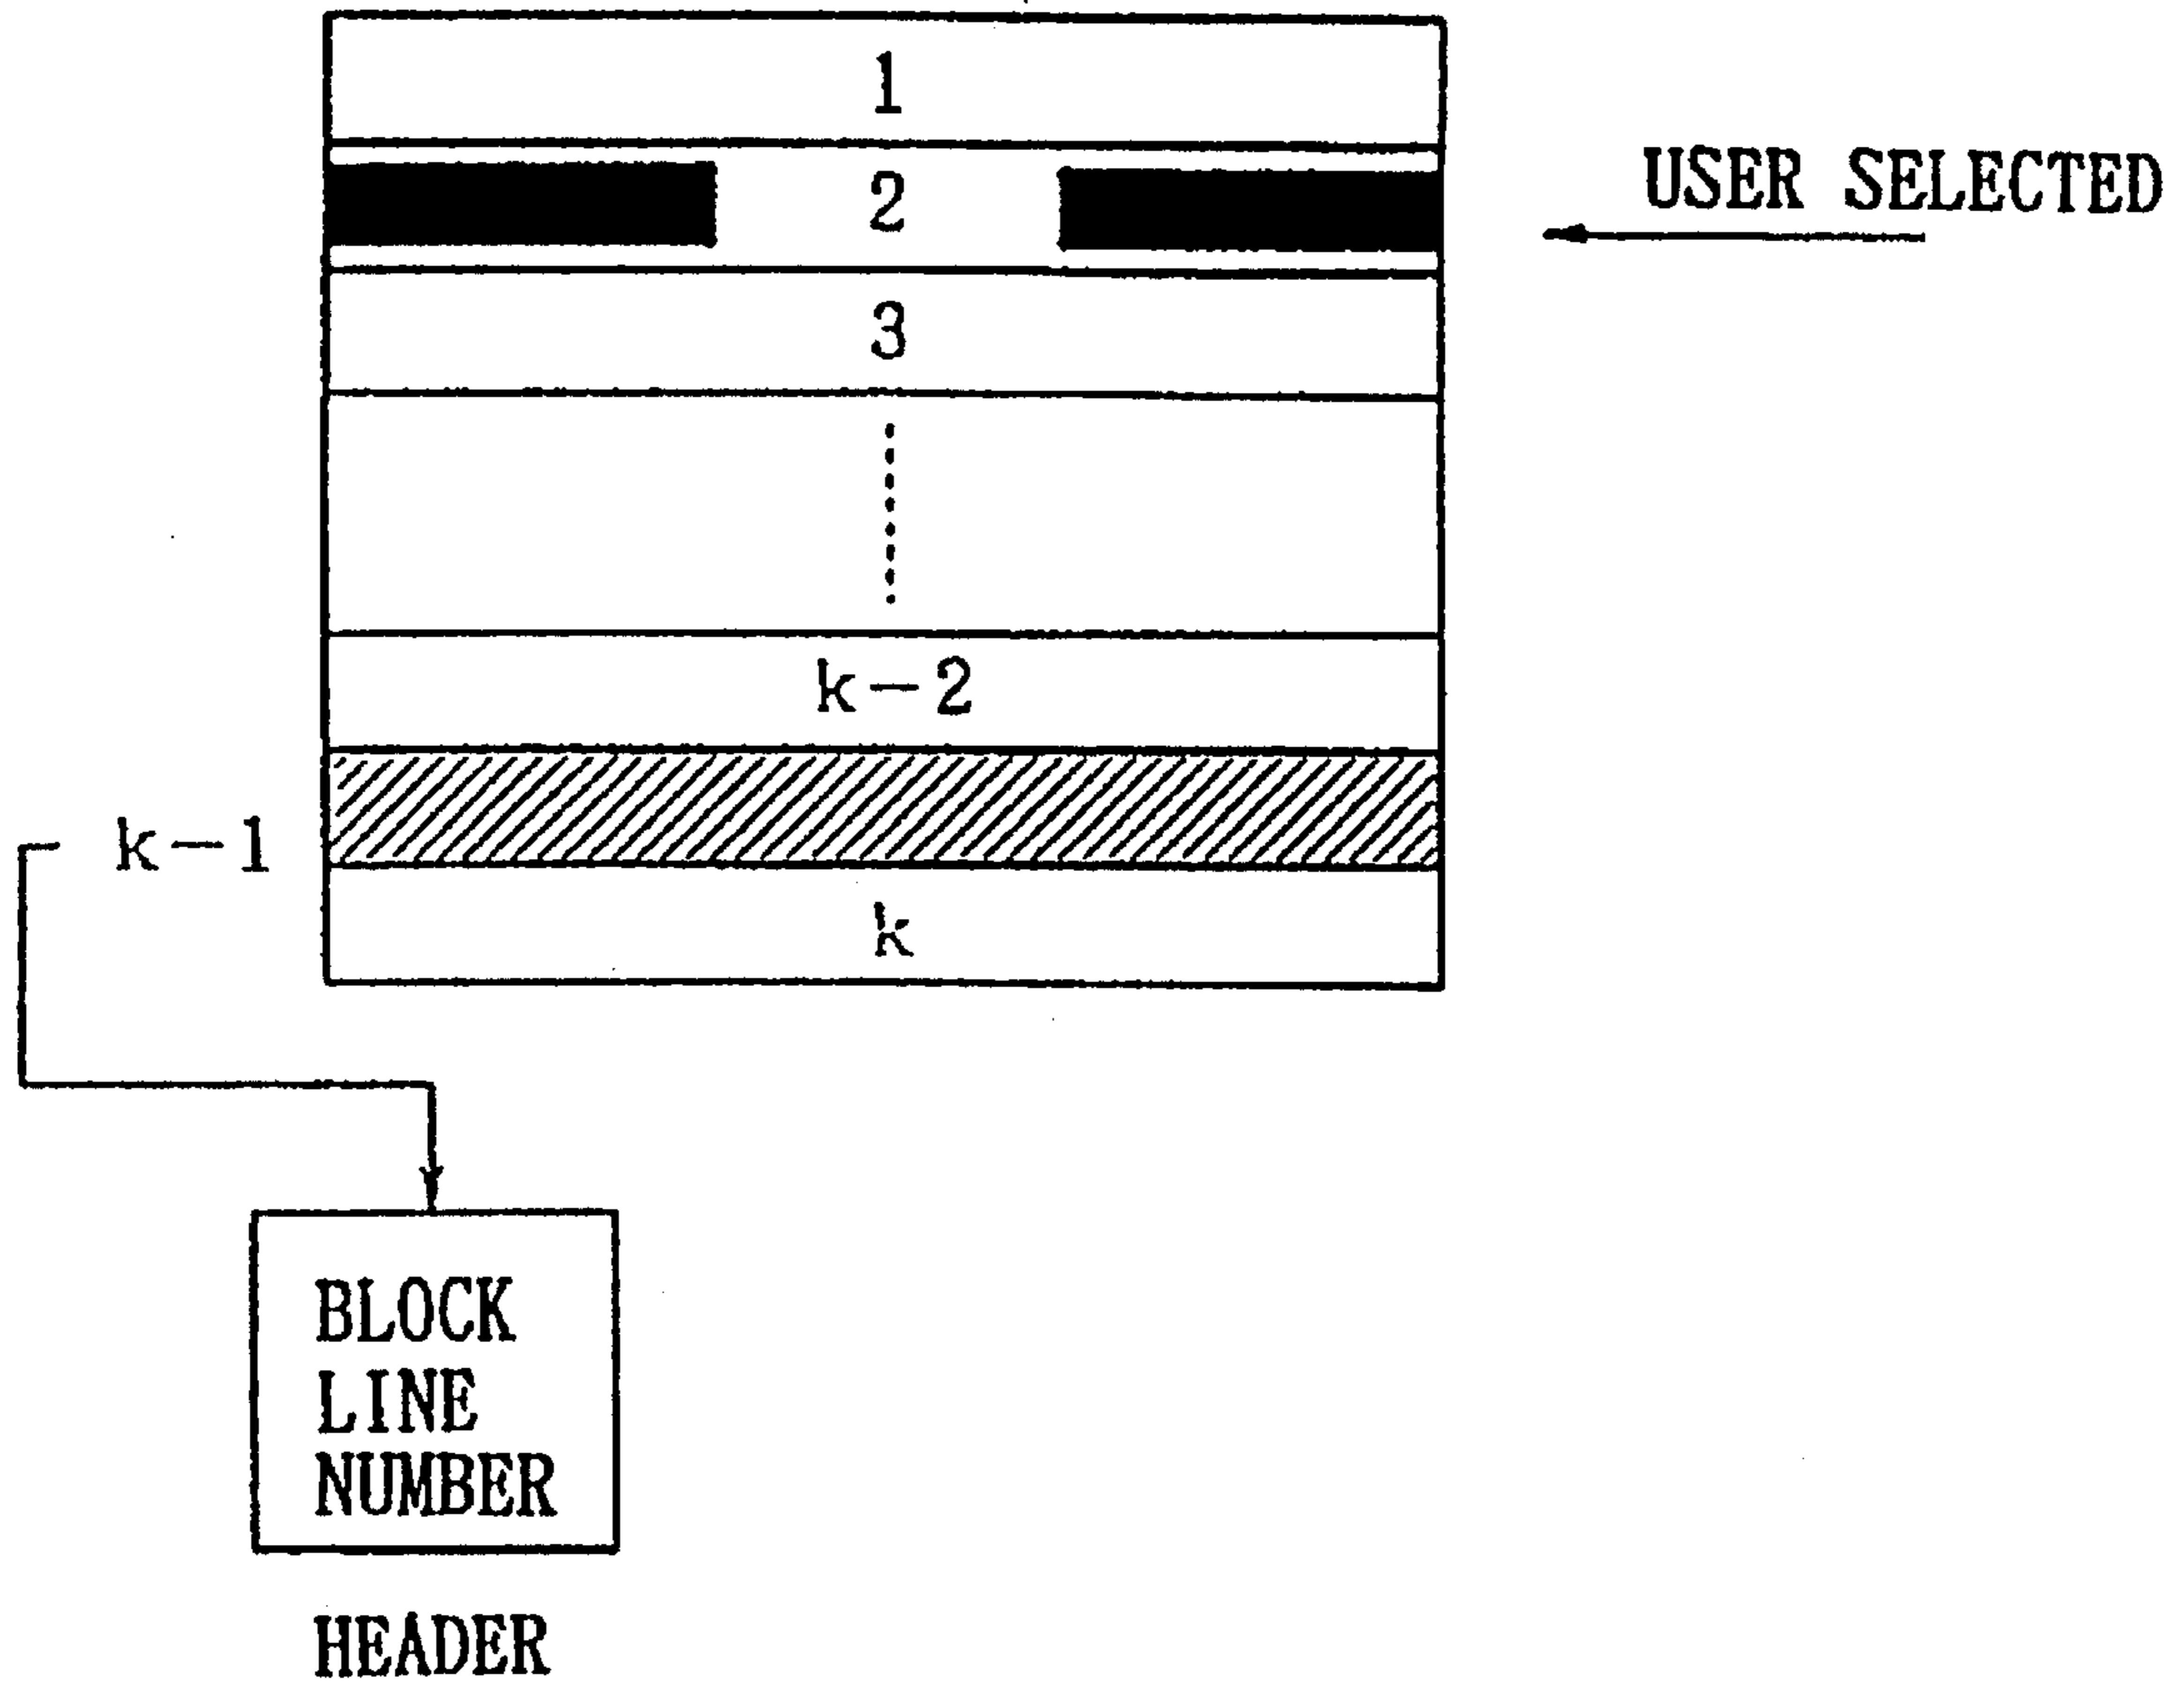 1
2
USER SELECTED
3
k-2
k-1
k
BLOCK
LINE
NUMBER
HEADER